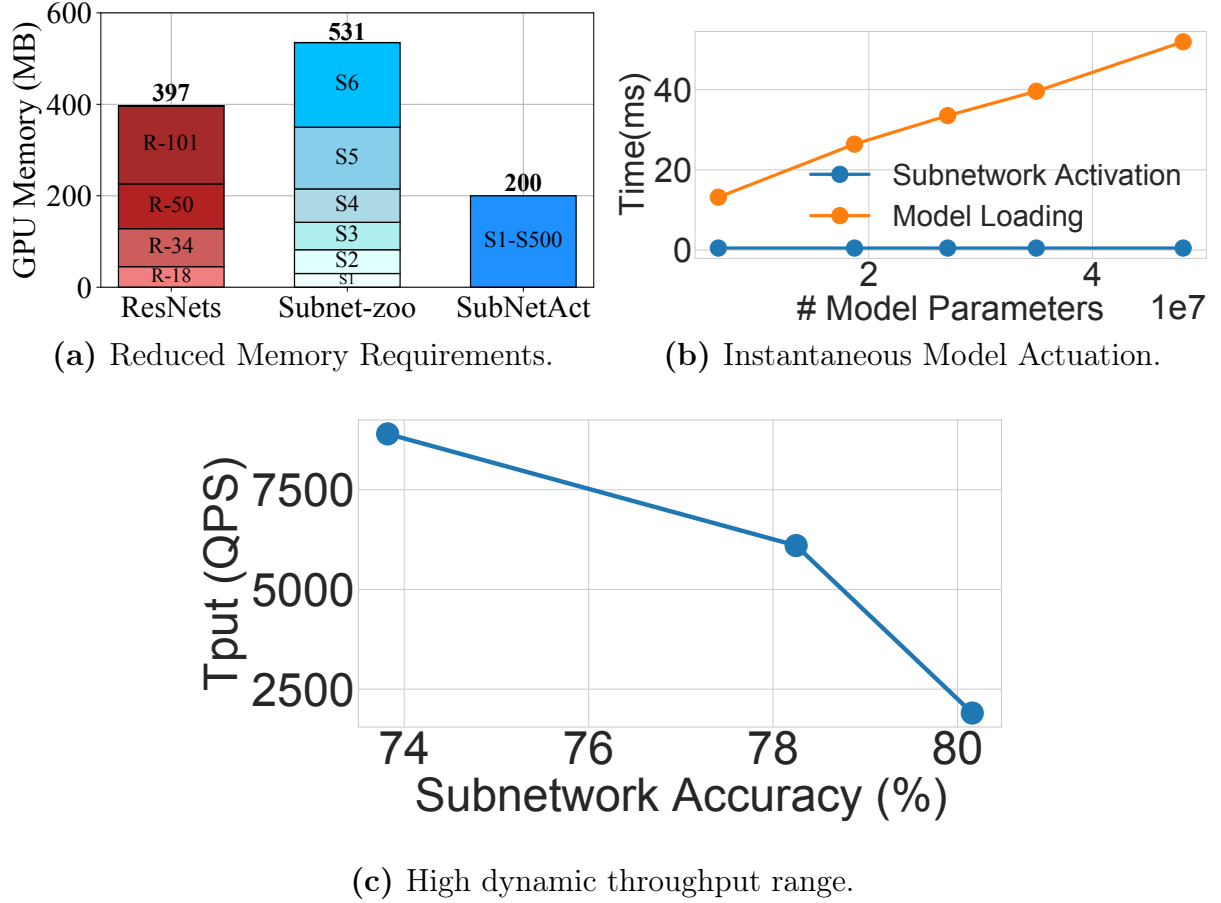 GPU Memory (MB)
600
400
200
0
397
R-101
R-50
R-34
R-18
531
S6
S5
S4
S3
S2
S1
200
S1-S500
ResNets Subnet-zoo SubNetAct
(a) Reduced Memory Requirements.
Time(ms)
40
20
0
Subnetwork Activation
Model Loading
2 4
# Model Parameters 1e7
(b) Instantaneous Model Actuation.
Tput (QPS)
7500
5000
2500
74 76 78 80
Subnetwork Accuracy (%)
(c) High dynamic throughput range.